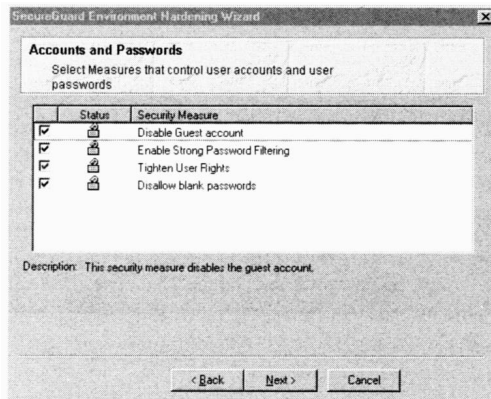 SecureGuard Environment Hardening Wizard
Accounts and Passwords
Select Measures that control user accounts and user
passwords
Status Security Measure
Disable Guest account
Enable Strong Password Filtering
Tighten User Rights
Disallow blank passwords
Description: This security measure disables the guest account.
< Back Next > Cancel